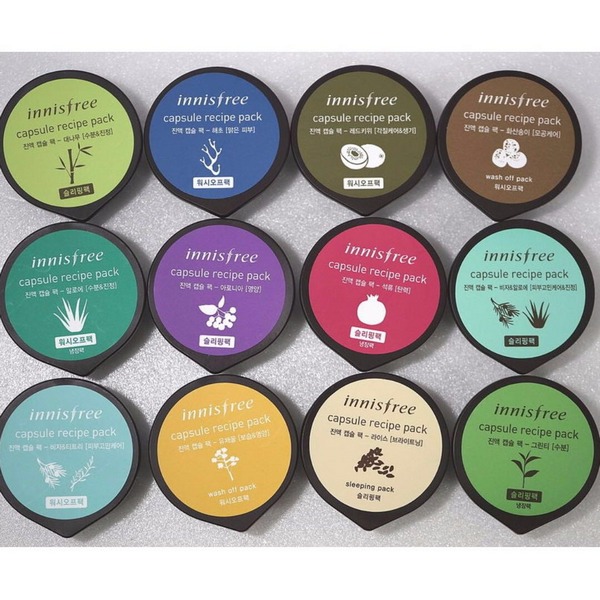 innisfree
capsule recipe pack
진액 캡슐 팩 - 대나무 [수분&진정]
슬리핑팩
innisfree
capsule recipe pack
진액 캡슐 팩 - 해초 [맑은 피부]
워시오프팩
innisfree
capsule recipe pack
진액 캡슐 팩 - 레드키위 [각질케어&생기]
워시오프팩
innisfree
capsule recipe pack
진액 캡슐 팩 - 화산송이 [모공케어]
wash off pack
워시오프팩
innisfree
capsule recipe pack
진액 캡슐 팩 - 알로에 [수분&진정]
워시오프팩
냉장팩
innisfree
capsule recipe pack
진액 캡슐 팩 - 아로니아 [영양]
슬리핑팩
innisfree
capsule recipe pack
진액 캡슐 팩 - 석류 [탄력]
슬리핑팩
냉장팩
innisfree
capsule recipe pack
진액 캡슐 팩 - 비자&알로에 [피부고민케어&진정]
슬리핑팩
innisfree
capsule recipe pack
진액 캡슐 팩 - 비자&티트리 [피부고민케어]
워시오프팩
innisfree
capsule recipe pack
진액 캡슐 팩 - 유채꿀 [보습&영양]
wash off pack
워시오프팩
innisfree
capsule recipe pack
진액 캡슐 팩 - 라이스 [브라이트닝]
sleeping pack
슬리핑팩
innisfree
capsule recipe pack
진액 캡슐 팩 - 그린티 [수분]
슬리핑팩
냉장팩